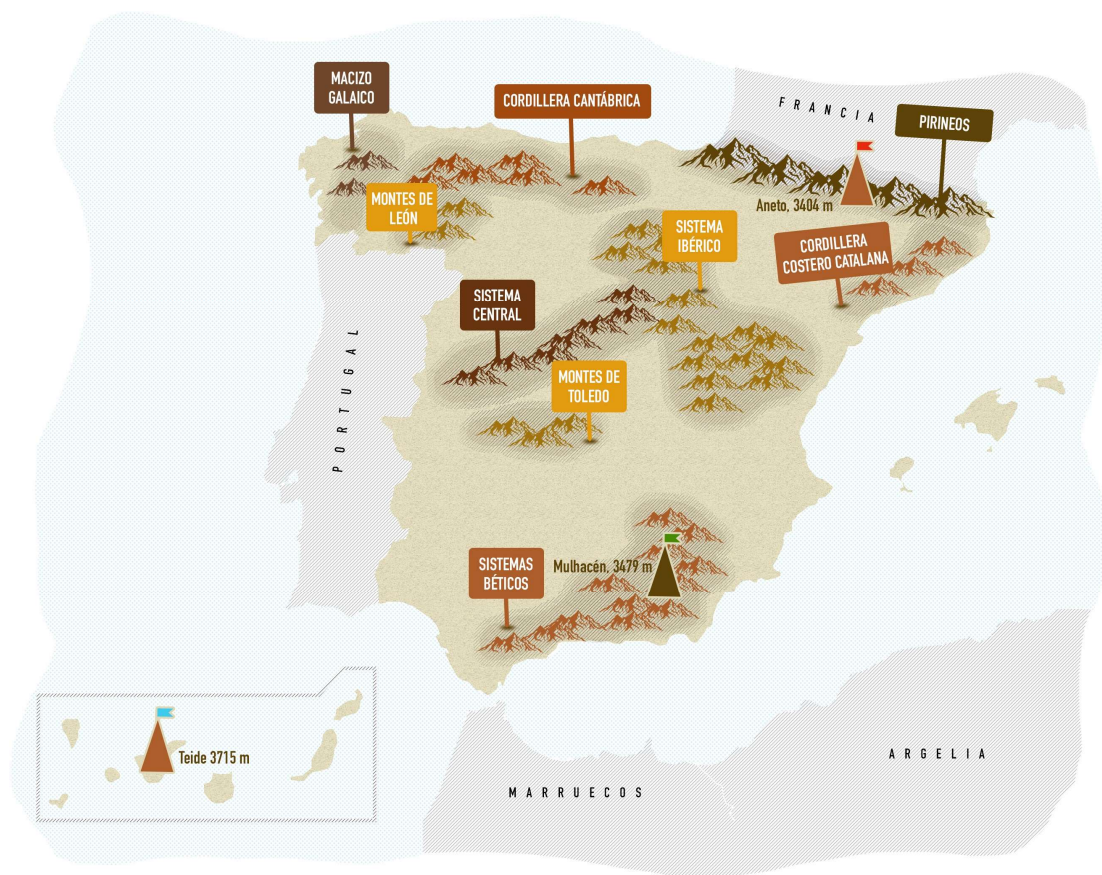 MACIZO
GALAICO
CORDILLERA CANTÁBRICA
FRANCIA
PIRINEOS
MONTES DE
LEÓN
Aneto, 3404 m
SISTEMA
IBÉRICO
CORDILLERA
COSTERO CATALANA
SISTEMA
CENTRAL
PORTUGAL
MONTES DE
TOLEDO
SISTEMAS
BÉTICOS
Mulhacén, 3479 m
Teide 3715 m
ARGELIA
MARRUECOS